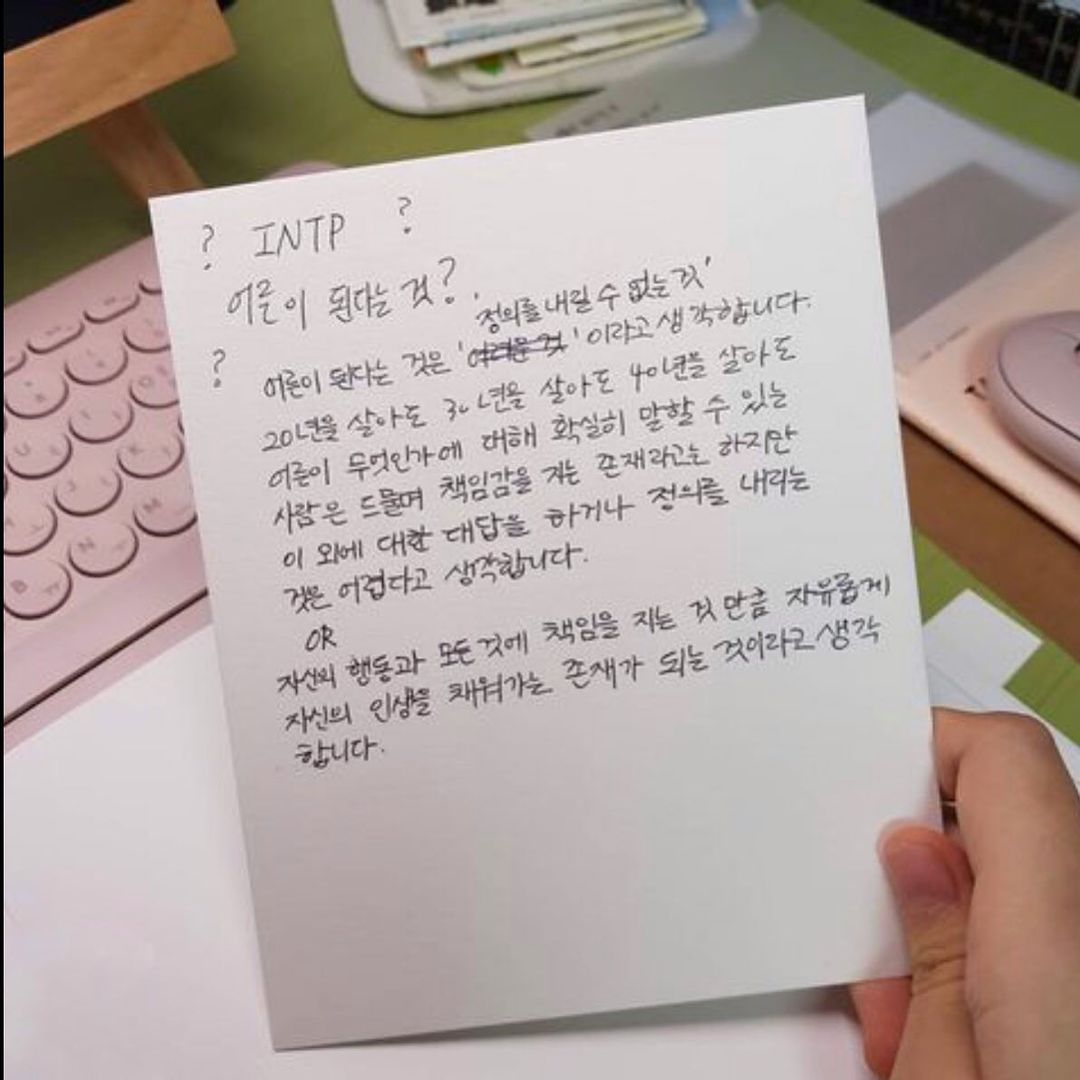 ? INTP ?
어른이 된다는 것?
'정의를 내릴 수 없는 것'
? 어른이 된다는 것은 '어려운 것' 이라고 생각합니다.
20년을 살아도 30년을 살아도 40년을 살아도
어른이 무엇인가에 대해 확실히 말할 수 있는
사람은 드물며 책임감을 지는 존재라고는 하지만
이 외에 대한 대답을 하거나 정의를 내리는
것은 어렵다고 생각합니다.
OR
자신의 행동과 모든 것에 책임을 지는 것 만큼 자유롭게
자신의 인생을 채워가는 존재가 되는 것이라고 생각
합니다.
B
N
M